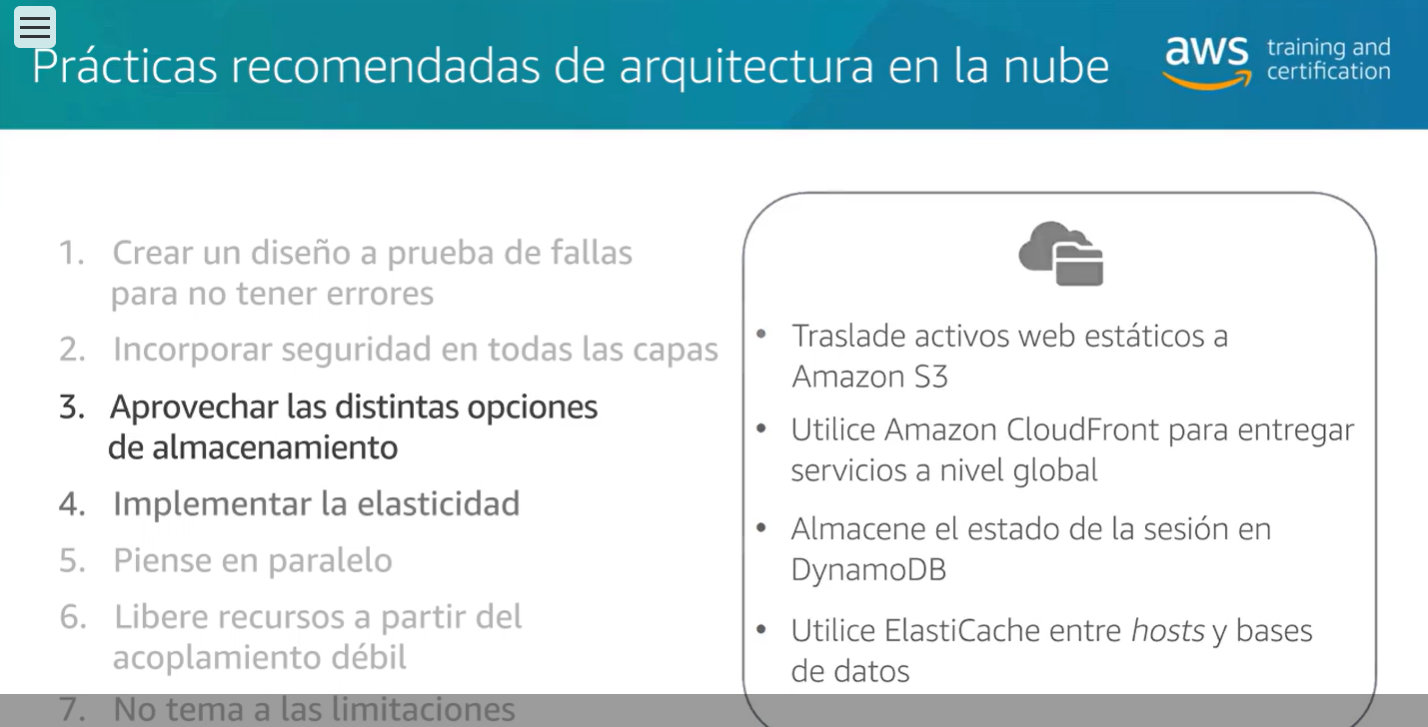 Prácticas recomendadas de arquitectura en la nube
aws
training and
certification
1. Crear un diseño a prueba de fallas
para no tener errores
2. Incorporar seguridad en todas las capas
3. Aprovechar las distintas opciones
de almacenamiento
4. Implementar la elasticidad
5. Piense en paralelo
6. Libere recursos a partir del
acoplamiento débil
7. No tema a las limitaciones
• Traslade activos web estáticos a
Amazon S3
• Utilice Amazon CloudFront para entregar
servicios a nivel global
• Almacene el estado de la sesión en
DynamoDB
• Utilice ElastiCache entre hosts y bases
de datos